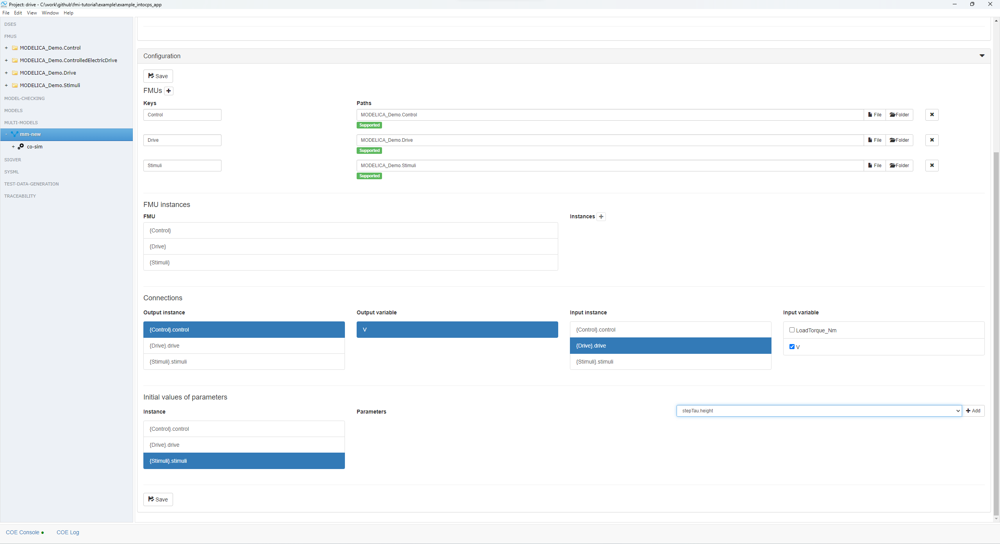 Project: drive - C:\work\github\fmi-tutorial\example\example_intocps_app
File Edit View Window Help
DSES
FMUS
+ MODELICA_Demo.Control
+ MODELICA_Demo.ControlledElectricDrive
+ MODELICA_Demo.Drive
+ MODELICA_Demo.Stimuli
MODEL-CHECKING
MODELS
MULTI-MODELS
- mm-new
+ co-sim
SIGVER
SYSML
TEST-DATA-GENERATION
TRACEABILITY
Configuration
Save
FMUs
Keys Paths
Control MODELICA_Demo.Control File Folder
Supported
Drive MODELICA_Demo.Drive File Folder
Supported
Stimuli MODELICA_Demo.Stimuli File Folder
Supported
FMU instances
FMU Instances
{Control}
{Drive}
{Stimuli}
Connections
Output instance Output variable Input instance Input variable
{Control}.control V {Control}.control LoadTorque_Nm
{Drive}.drive {Drive}.drive V
{Stimuli}.stimuli {Stimuli}.stimuli
Initial values of parameters
Instance Parameters stepTau.height Add
{Control}.control
{Drive}.drive
{Stimuli}.stimuli
Save
COE Console COE Log